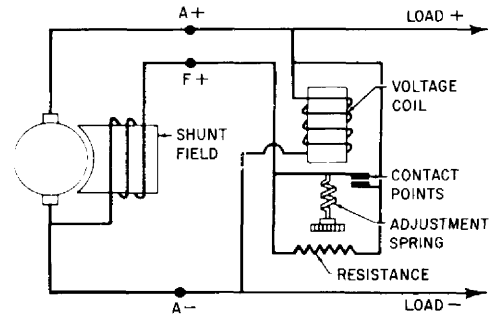 A+
LOAD+
F+
VOLTAGE
COIL
SHUNT
FIELD
CONTACT
POINTS
ADJUSTMENT
SPRING
RESISTANCE
A-
LOAD-